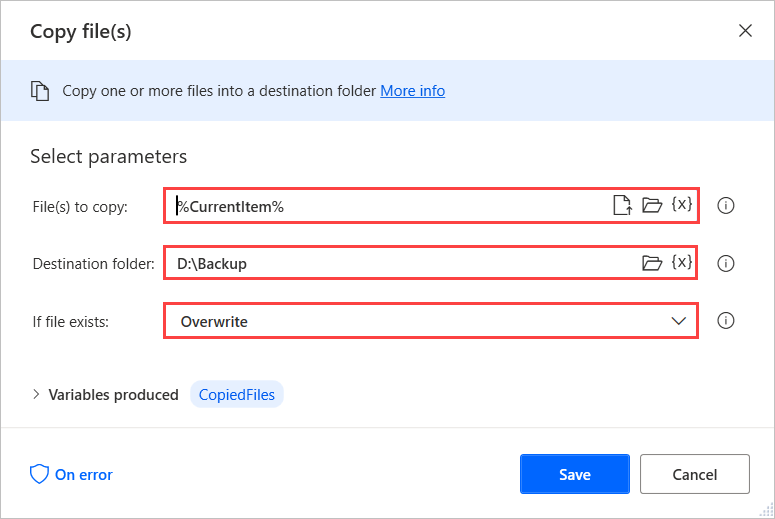 Copy file(s)
Copy one or more files into a destination folder More info
Select parameters
File(s) to copy: %CurrentItem% {x}
Destination folder: D:\Backup {x}
If file exists: Overwrite
Variables produced CopiedFiles
On error Save Cancel